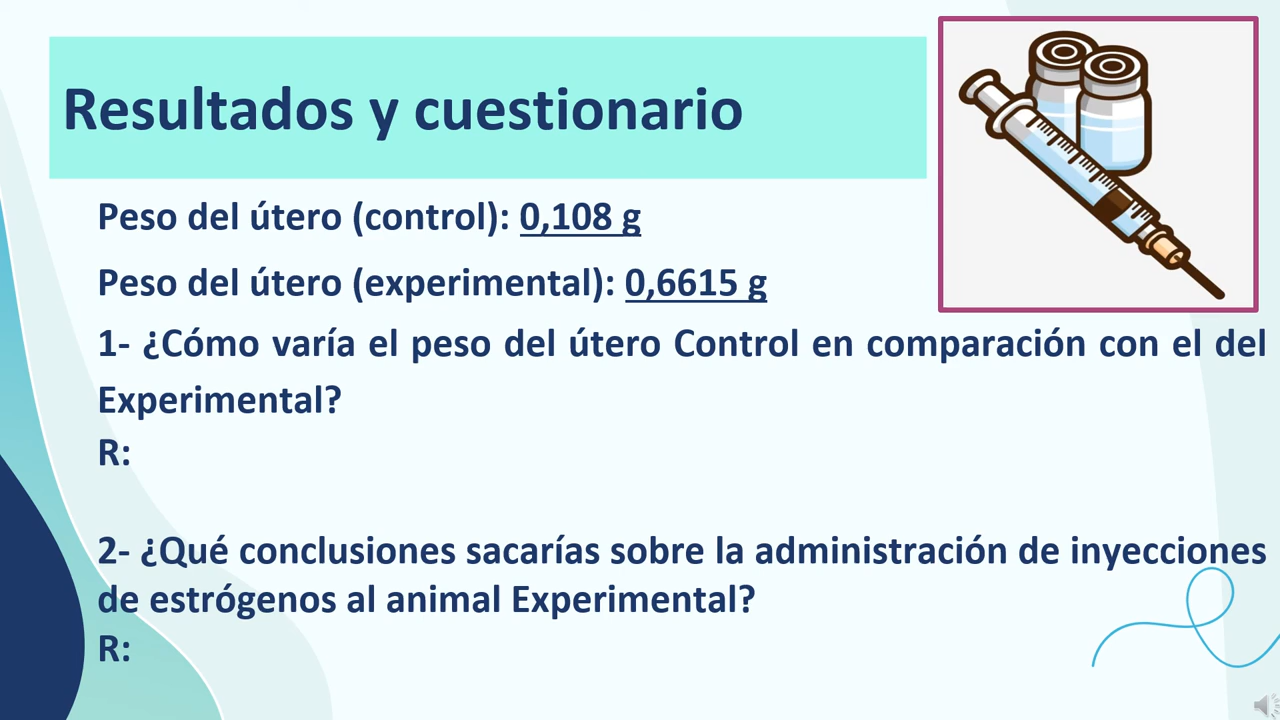 Resultados y cuestionario
Peso del útero (control): 0,108 g
Peso del útero (experimental): 0,6615 g
1- ¿Cómo varía el peso del útero Control en comparación con el del
Experimental?
R:
2- ¿Qué conclusiones sacarías sobre la administración de inyecciones
de estrógenos al animal Experimental?
R: